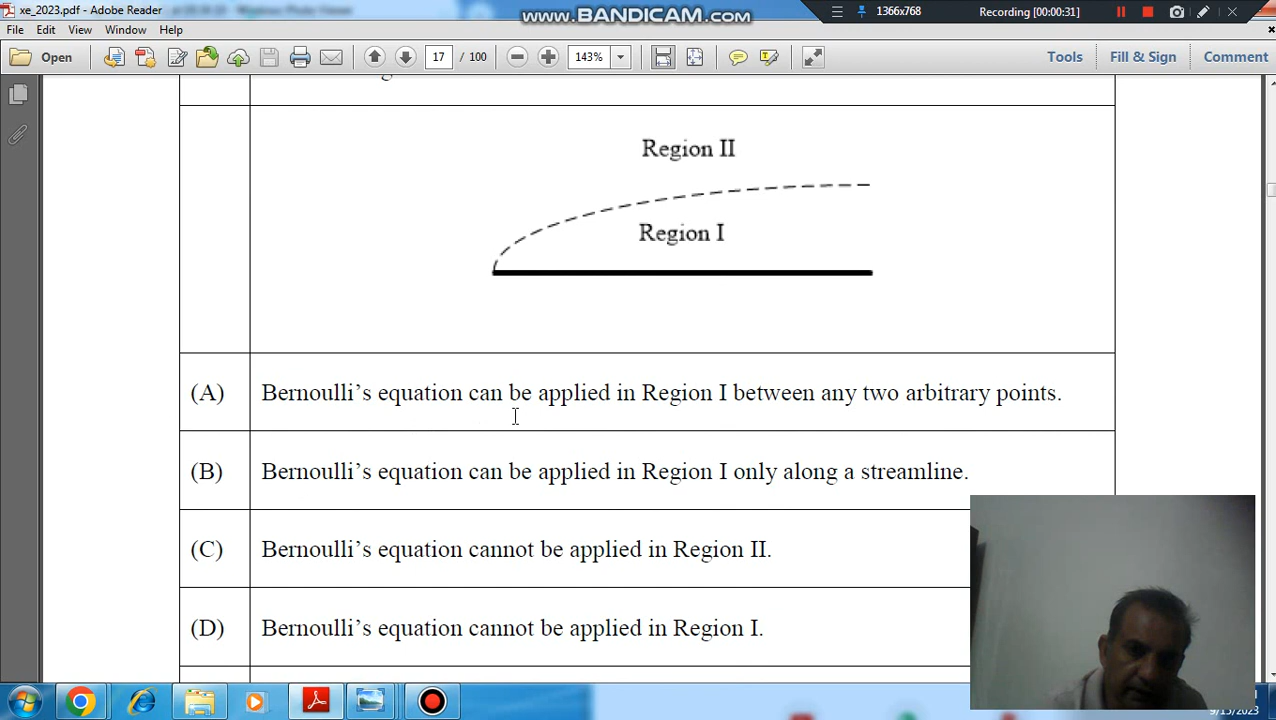 xe_2023.pdf - Adobe Reader
www.BANDICAM.com
1366x768
Recording [00:00:31]
File Edit View Window Help
Open
17 / 100
143%
Tools
Fill & Sign
Comment
Region II
Region I
(A) Bernoulli's equation can be applied in Region I between any two arbitrary points.
(B) Bernoulli's equation can be applied in Region I only along a streamline.
(C) Bernoulli's equation cannot be applied in Region II.
(D) Bernoulli's equation cannot be applied in Region I.